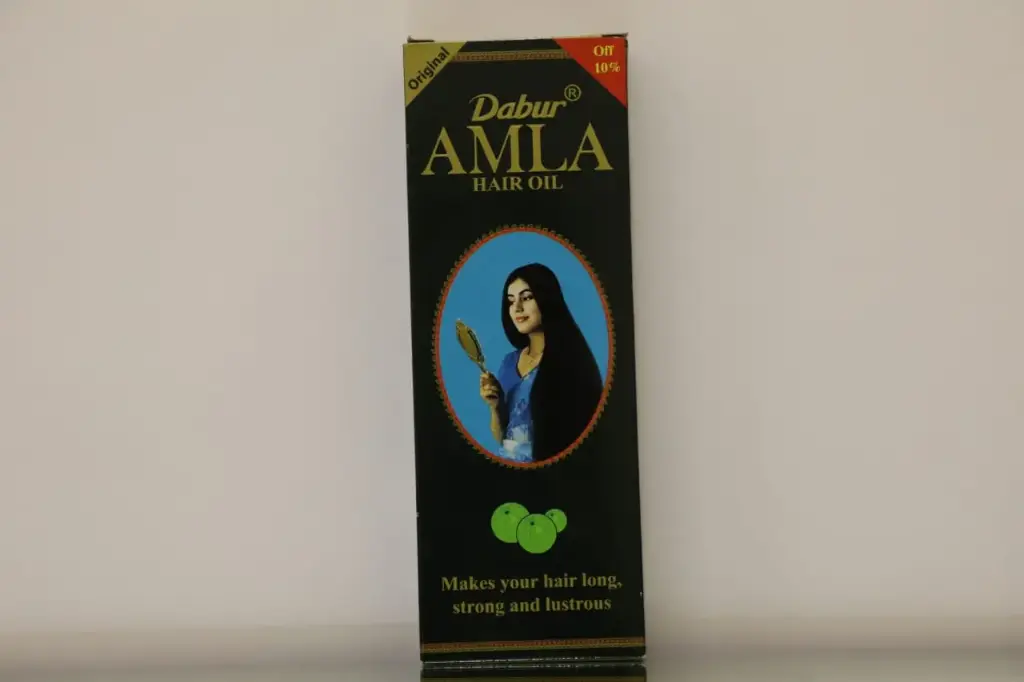 Original
Off
10%
Dabur®
AMLA
HAIR OIL
Makes your hair long,
strong and lustrous